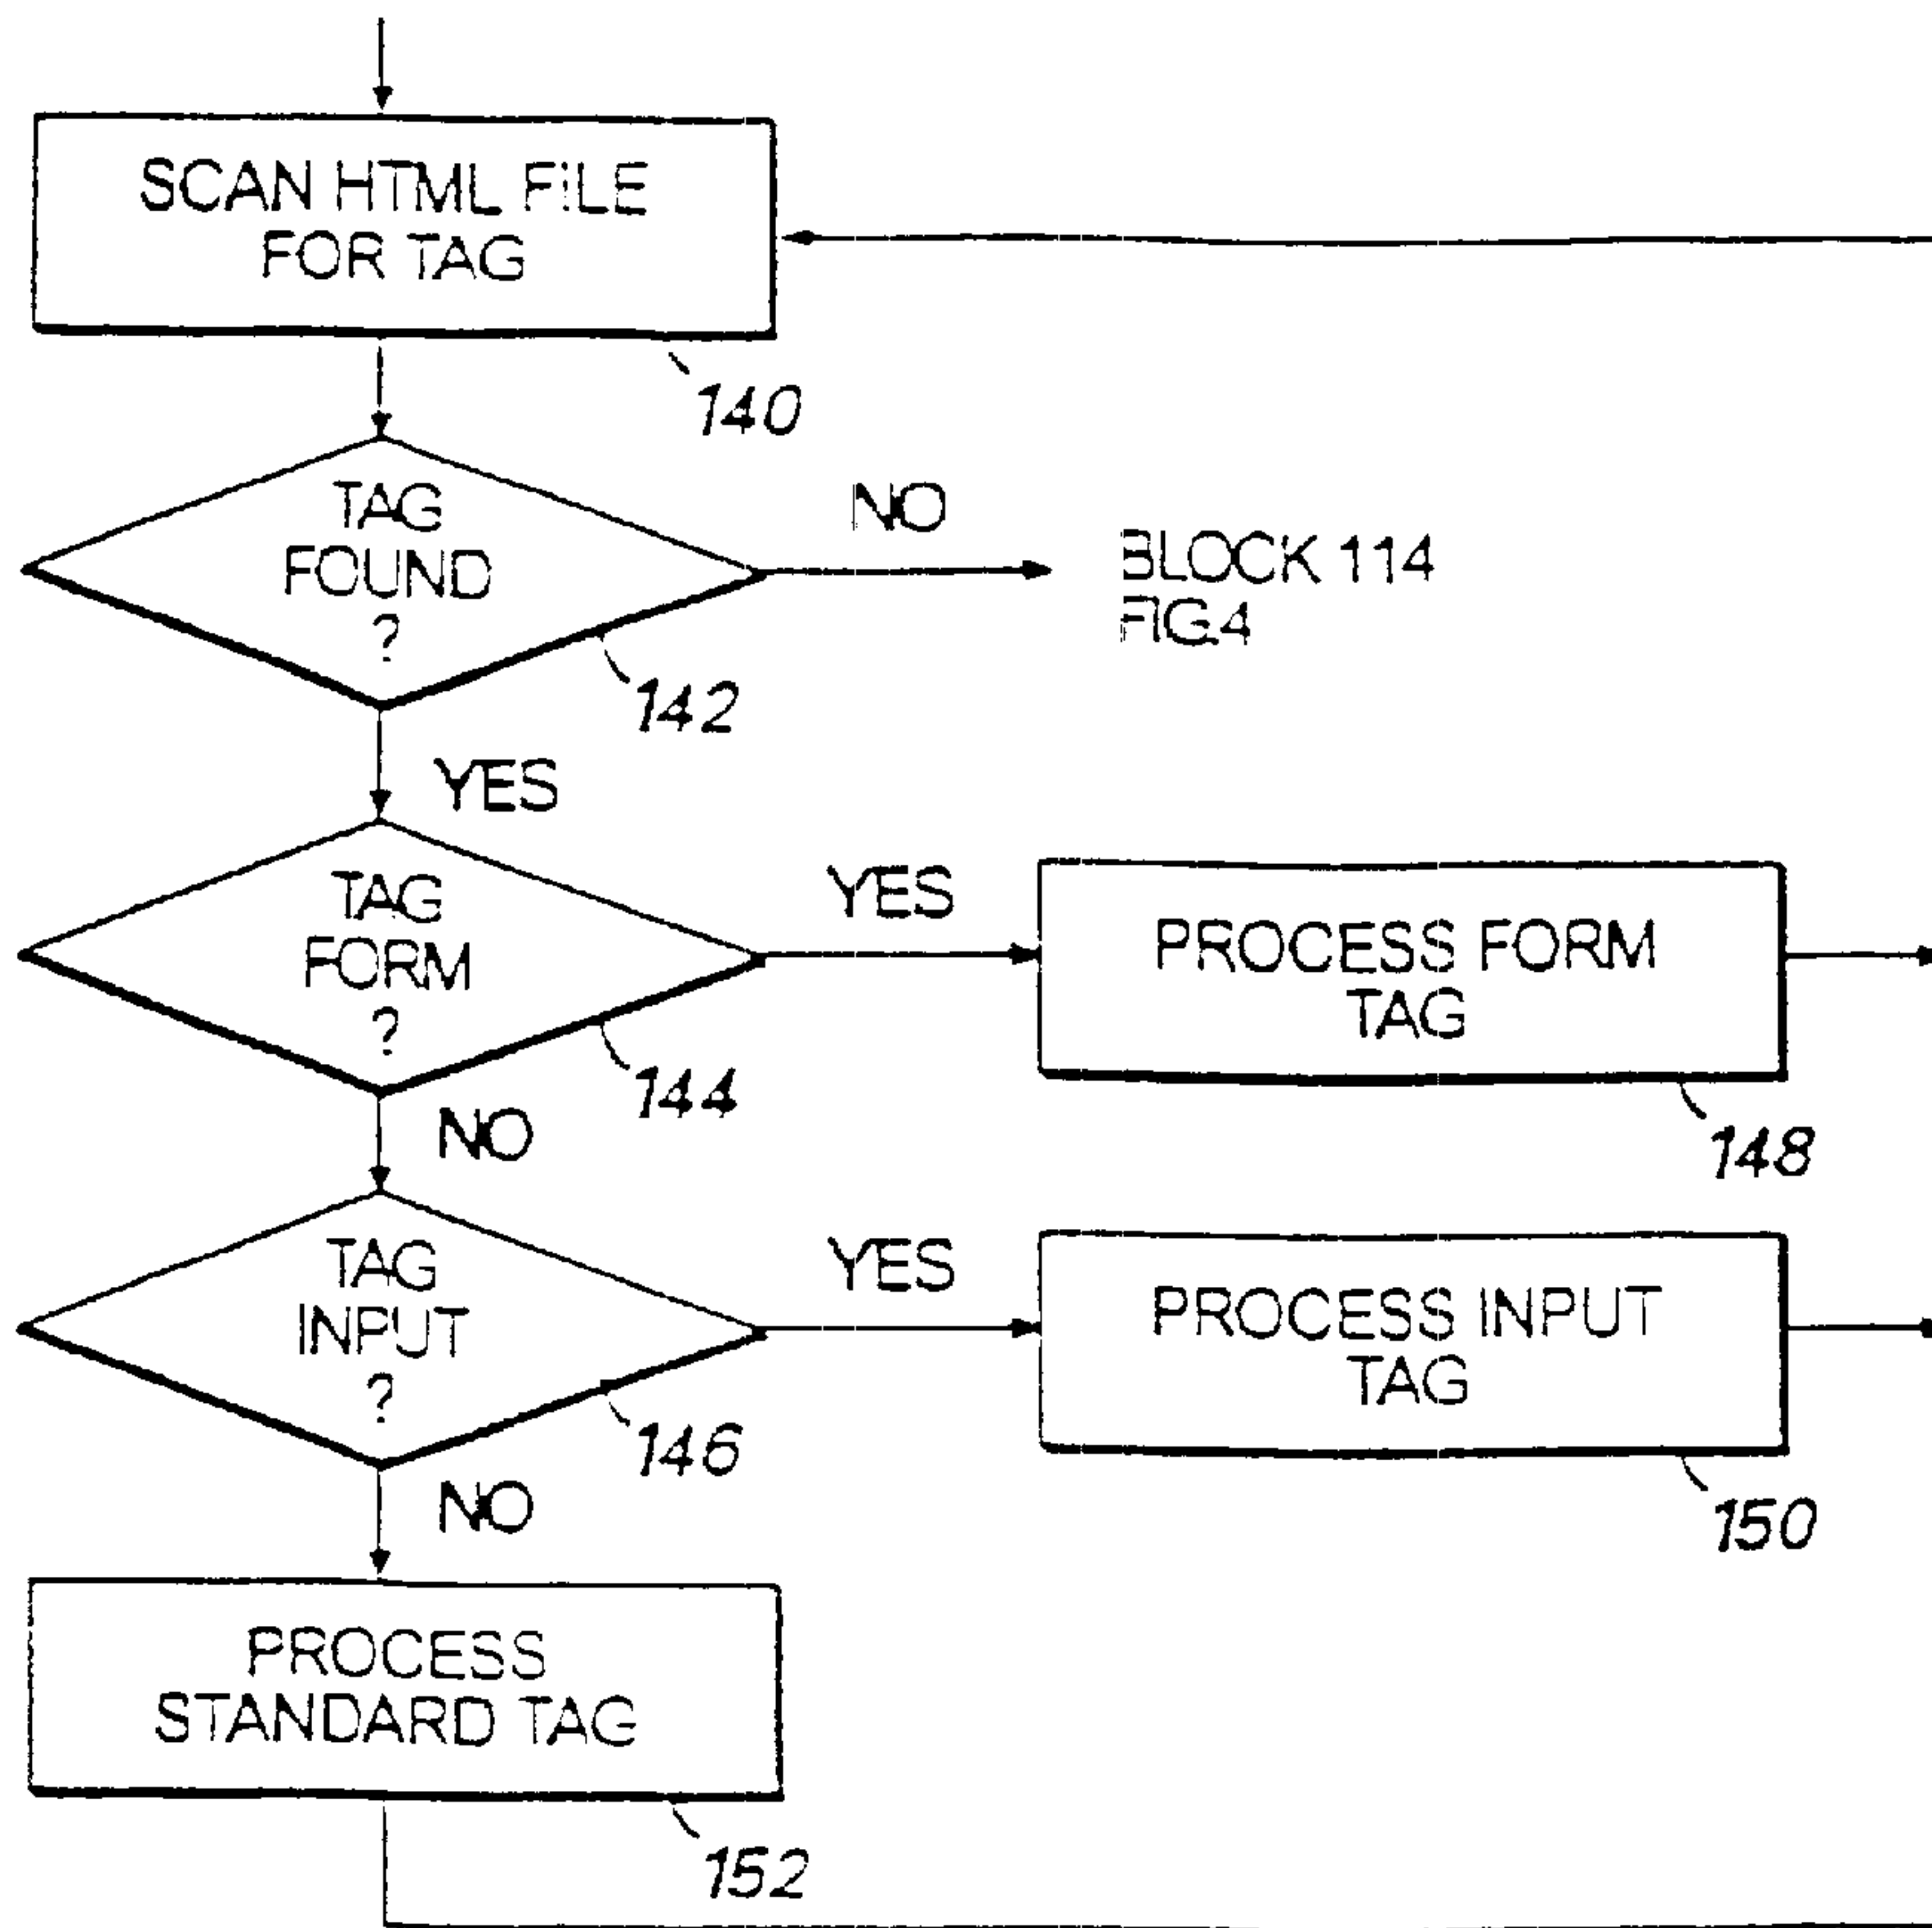 SCAN HTML FILE
FOR TAG
140
TAG
FOUND
?
NO
BLOCK 114
FIG.4
142
YES
TAG
FORM
?
YES
PROCESS FORM
TAG
144
NO
148
TAG
INPUT
?
YES
PROCESS INPUT
TAG
146
NO
150
PROCESS
STANDARD TAG
152